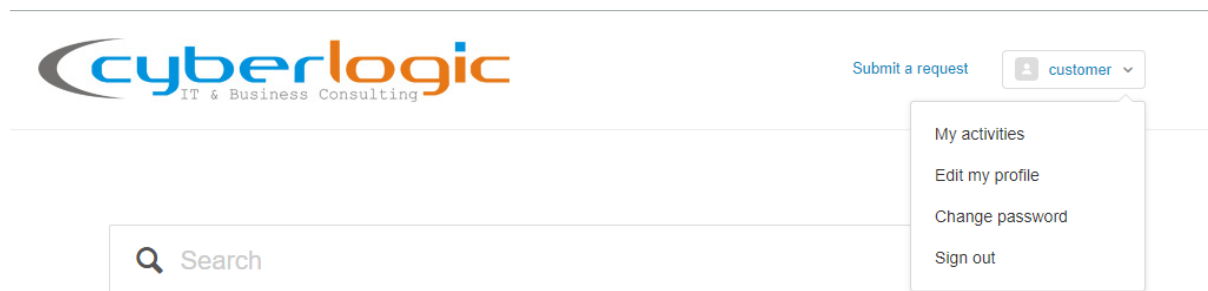 cyberlogic
IT & Business Consulting
Submit a request
customer
My activities
Edit my profile
Change password
Sign out
Search